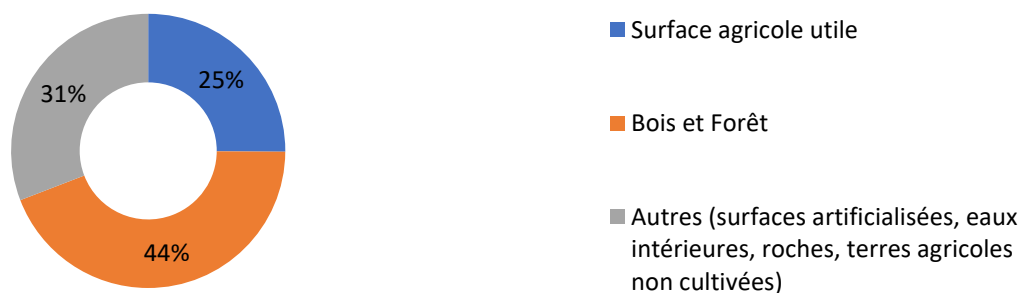 25%
44%
31%
Surface agricole utile
Bois et Forêt
Autres (surfaces artificialisées, eaux
intérieures, roches, terres agricoles
non cultivées)